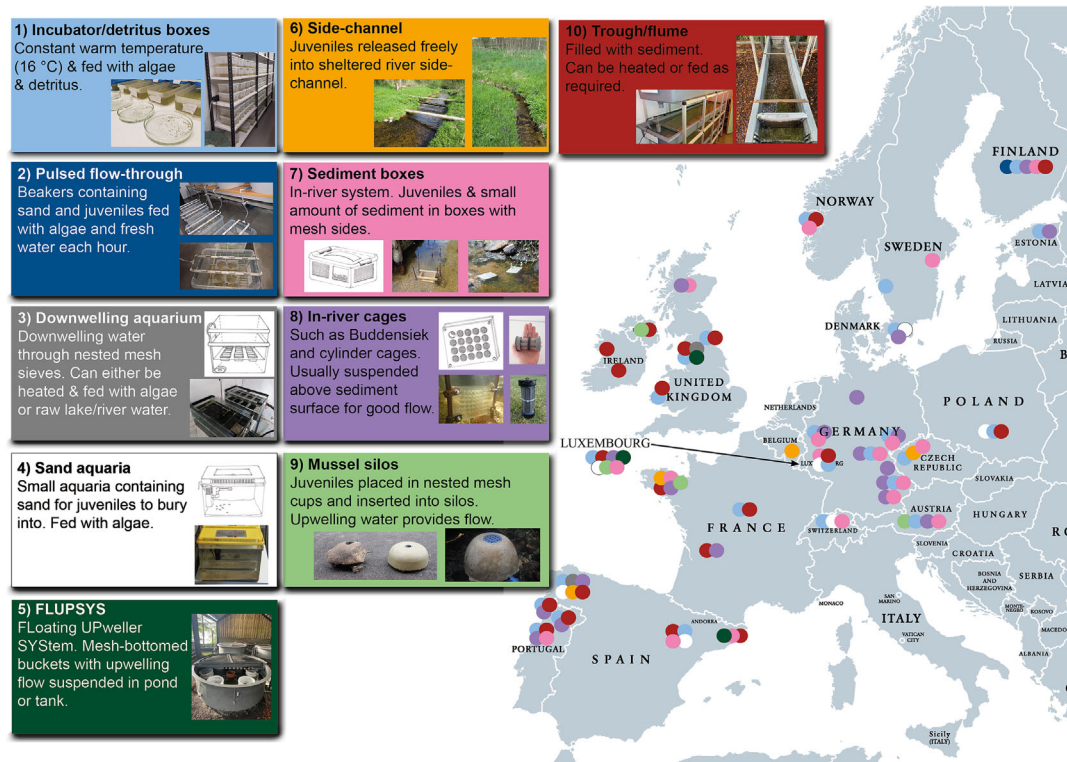 1) Incubator/detritus boxes
Constant warm temperature
(16 °C) & fed with algae
& detritus.
2) Pulsed flow-through
Beakers containing
sand and juveniles fed
with algae and fresh
water each hour.
3) Downwelling aquarium
Downwelling water
through nested mesh
sieves. Can either be
heated & fed with algae
or raw lake/river water.
4) Sand aquaria
Small aquaria containing
sand for juveniles to bury
into. Fed with algae.
5) FLUPSYS
FLoating UPweller
SYStem. Mesh-bottomed
buckets with upwelling
flow suspended in pond
or tank.
6) Side-channel
Juveniles released freely
into sheltered river side-
channel.
7) Sediment boxes
In-river system. Juveniles & small
amount of sediment in boxes with
mesh sides.
8) In-river cages
Such as Buddensiek
and cylinder cages.
Usually suspended
above sediment
surface for good flow.
9) Mussel silos
Juveniles placed in nested mesh
cups and inserted into silos.
Upwelling water provides flow.
10) Trough/flume
Filled with sediment.
Can be heated or fed as
required.
FINLAND
NORWAY
SWEDEN
ESTONIA
LATVIA
LITHUANIA
RUSSIA
DENMARK
IRELAND
UNITED
KINGDOM
NETHERLANDS
POLAND
GERMANY
BELGIUM
LUXEMBOURG
LUX
RG
CZECH
REPUBLIC
SLOVAKIA
AUSTRIA
HUNGARY
FRANCE
SWITZERLAND
SLOVENIA
CROATIA
BOSNIA
AND
HERZEGOVINA
SERBIA
MONTE-
NEGRO
KOSOVO
MACEDO
ALBANIA
MONACO
SAN
MARINO
ITALY
VATICAN
CITY
ANDORRA
PORTUGAL
SPAIN
Sicily
(ITALY)